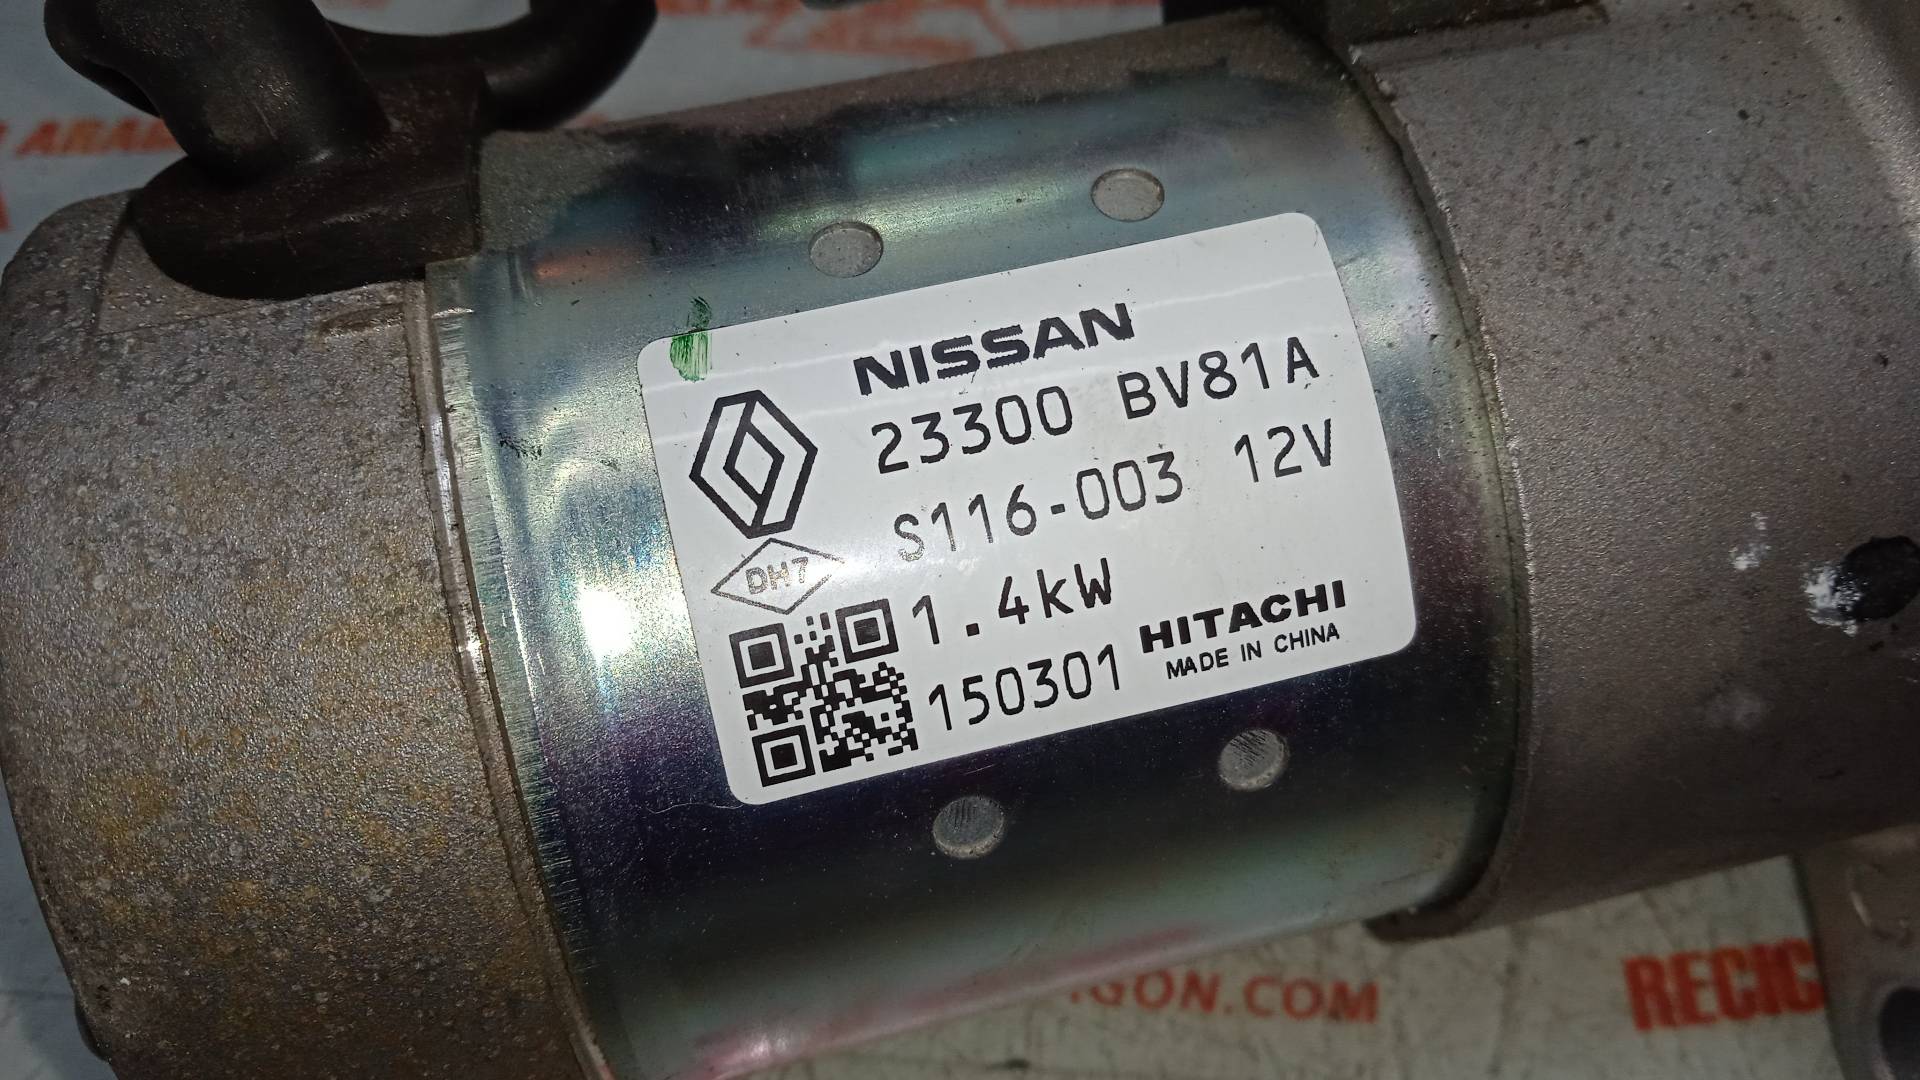 NISSAN
23300 BV81A
S116-003 12V
DH7
1.4kW
150301
HITACHI
MADE IN CHINA
GON.COM
RECIC